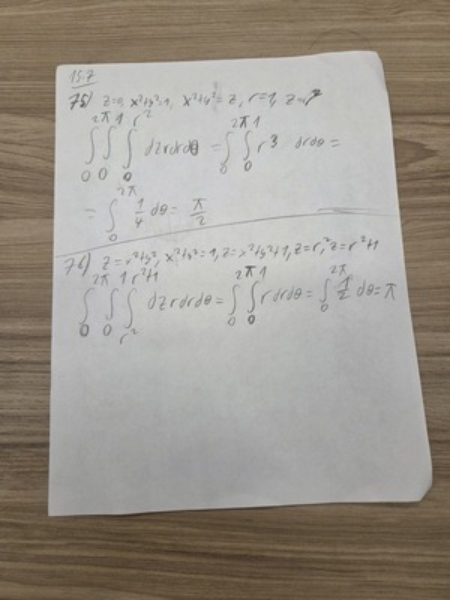 15.7
75) z=0, x²+y²=1, x²+y²=z, r=1, z=r²
∫₀^2π ∫₀^1 ∫₀^r² dz r dr dθ = ∫₀^2π ∫₀^1 r³ dr dθ =
= ∫₀^2π 1/4 dθ = π/2
76) z=x²+y², x²+y²=1, z=x²+y²+1, z=r², z=r²+1
∫₀^2π ∫₀^1 ∫_r²^r²+1 dz r dr dθ = ∫₀^2π ∫₀^1 r dr dθ = ∫₀^2π 1/2 dθ = π